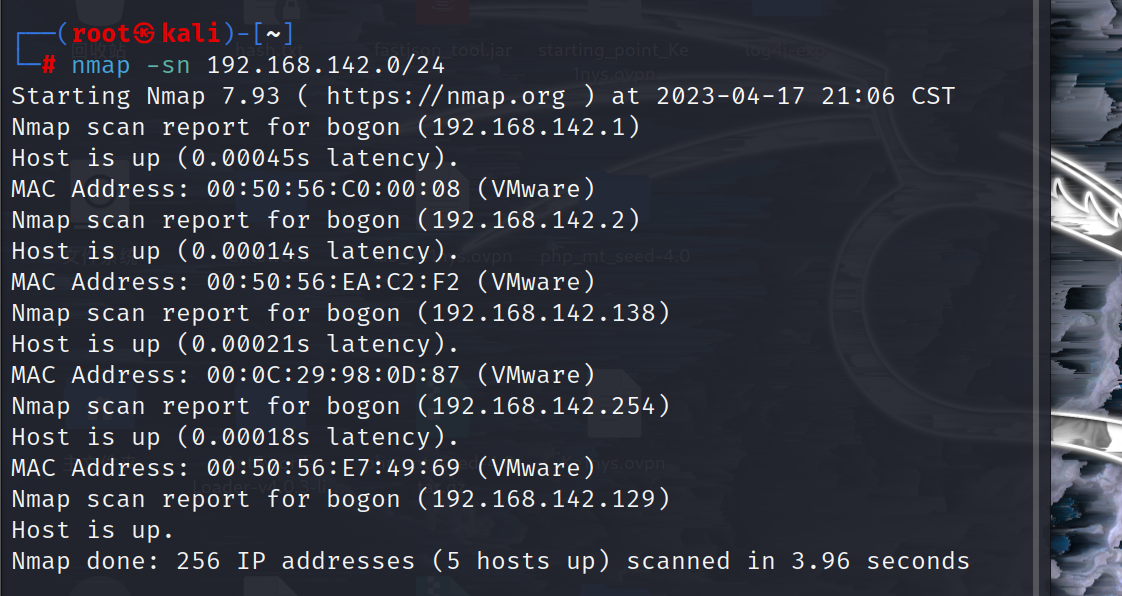 ┌──(root㉿kali)-[~]
└─# nmap -sn 192.168.142.0/24
Starting Nmap 7.93 ( https://nmap.org ) at 2023-04-17 21:06 CST
Nmap scan report for bogon (192.168.142.1)
Host is up (0.00045s latency).
MAC Address: 00:50:56:C0:00:08 (VMware)
Nmap scan report for bogon (192.168.142.2)
Host is up (0.00014s latency).
MAC Address: 00:50:56:EA:C2:F2 (VMware)
Nmap scan report for bogon (192.168.142.138)
Host is up (0.00021s latency).
MAC Address: 00:0C:29:98:0D:87 (VMware)
Nmap scan report for bogon (192.168.142.254)
Host is up (0.00018s latency).
MAC Address: 00:50:56:E7:49:69 (VMware)
Nmap scan report for bogon (192.168.142.129)
Host is up.
Nmap done: 256 IP addresses (5 hosts up) scanned in 3.96 seconds